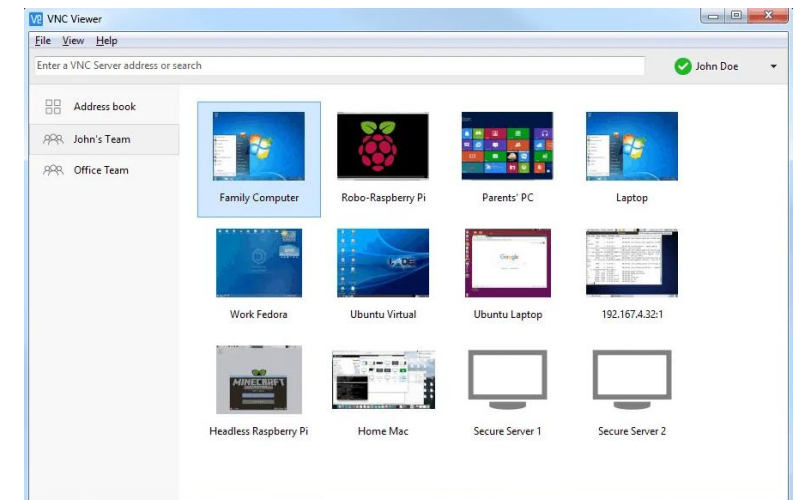 VNC Viewer
File View Help
Enter a VNC Server address or search
John Doe
Address book
John's Team
Office Team
Family Computer
Robo-Raspberry Pi
Parents' PC
Laptop
Work Fedora
Ubuntu Virtual
Google
Ubuntu Laptop
192.167.4.32:1
MINECRAFT
Headless Raspberry Pi
Home Mac
Secure Server 1
Secure Server 2